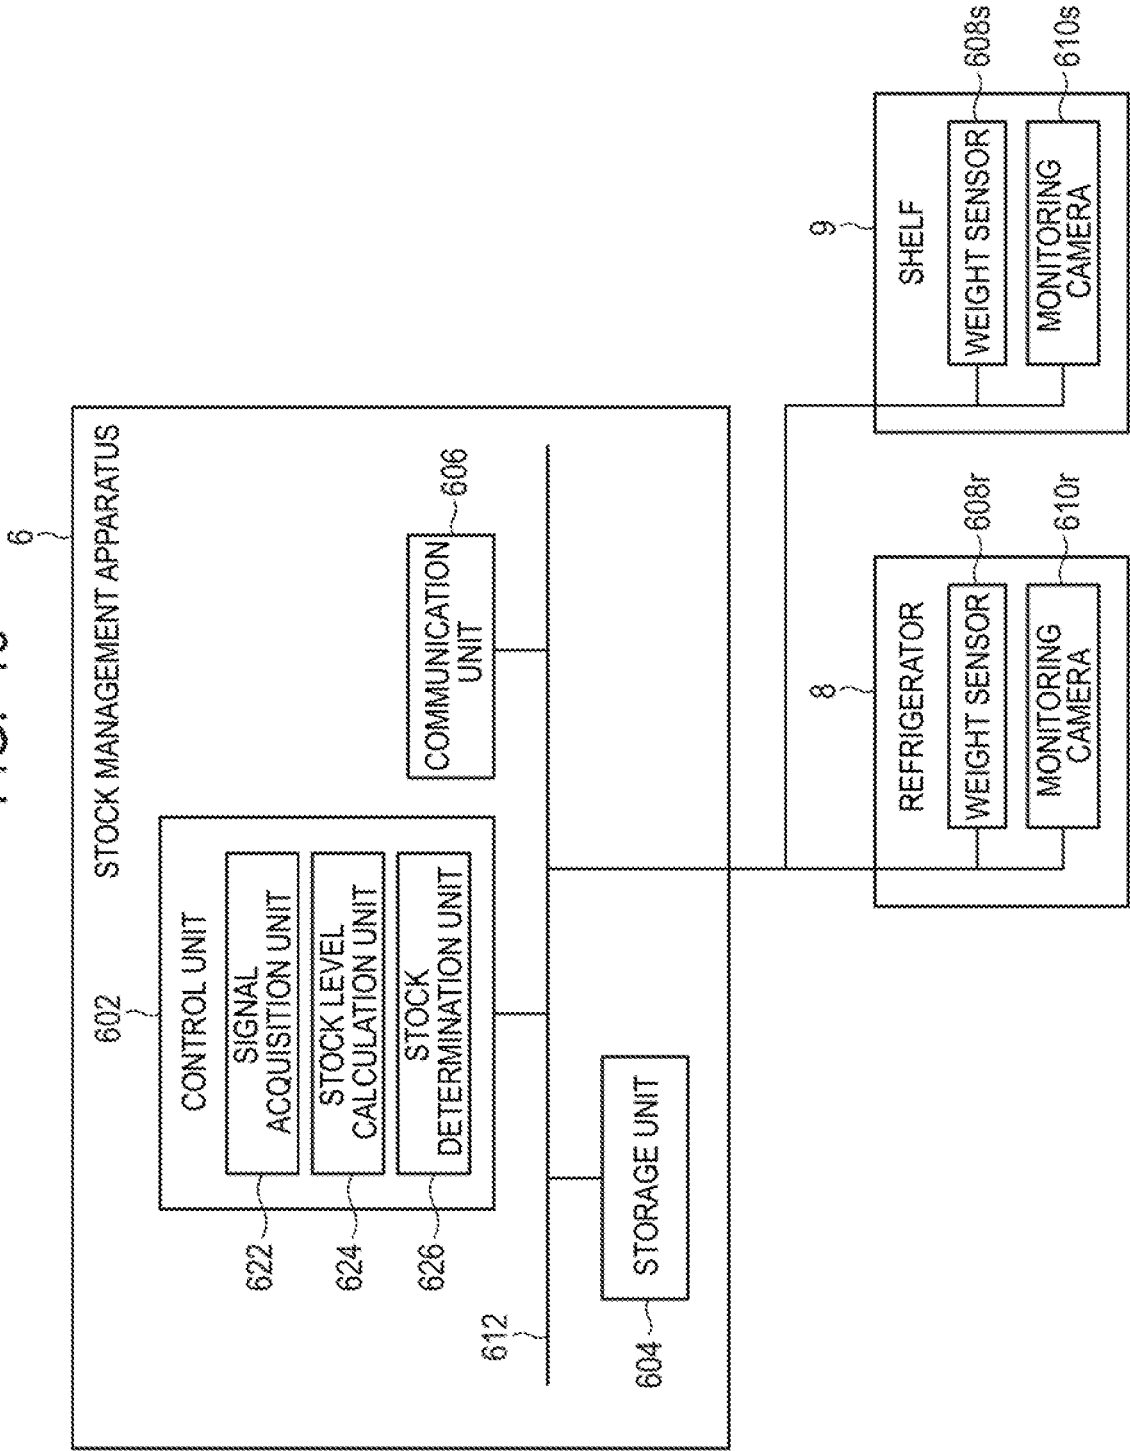 6
STOCK MANAGEMENT APPARATUS
602
CONTROL UNIT
622
SIGNAL
ACQUISITION UNIT
624
STOCK LEVEL
CALCULATION UNIT
626
STOCK
DETERMINATION UNIT
COMMUNICATION
UNIT
606
612
604
STORAGE UNIT
8
REFRIGERATOR
WEIGHT SENSOR
608r
MONITORING
CAMERA
610r
9
SHELF
WEIGHT SENSOR
608s
MONITORING
CAMERA
610s